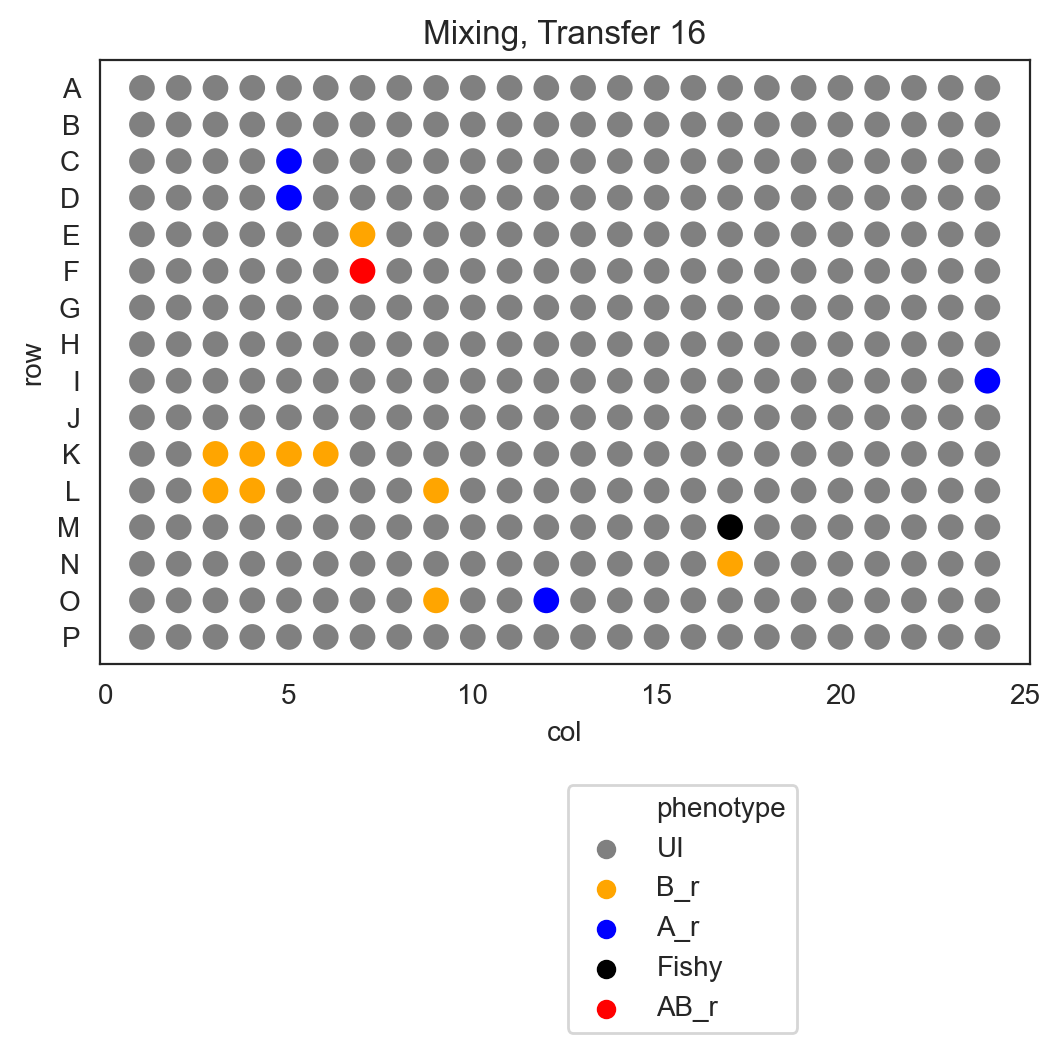 Mixing, Transfer 16
A
B
C
D
E
F
G
H
I
J
K
L
M
N
O
P
row
0 5 10 15 20 25
col
phenotype
UI
B_r
A_r
Fishy
AB_r